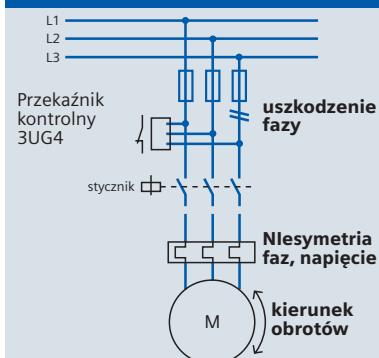 L1
L2
L3
Przekaźnik
kontrolny
3UG4
uszkodzenie
fazy
stycznik
NIesymetria
faz, napięcie
M
kierunek
obrotów